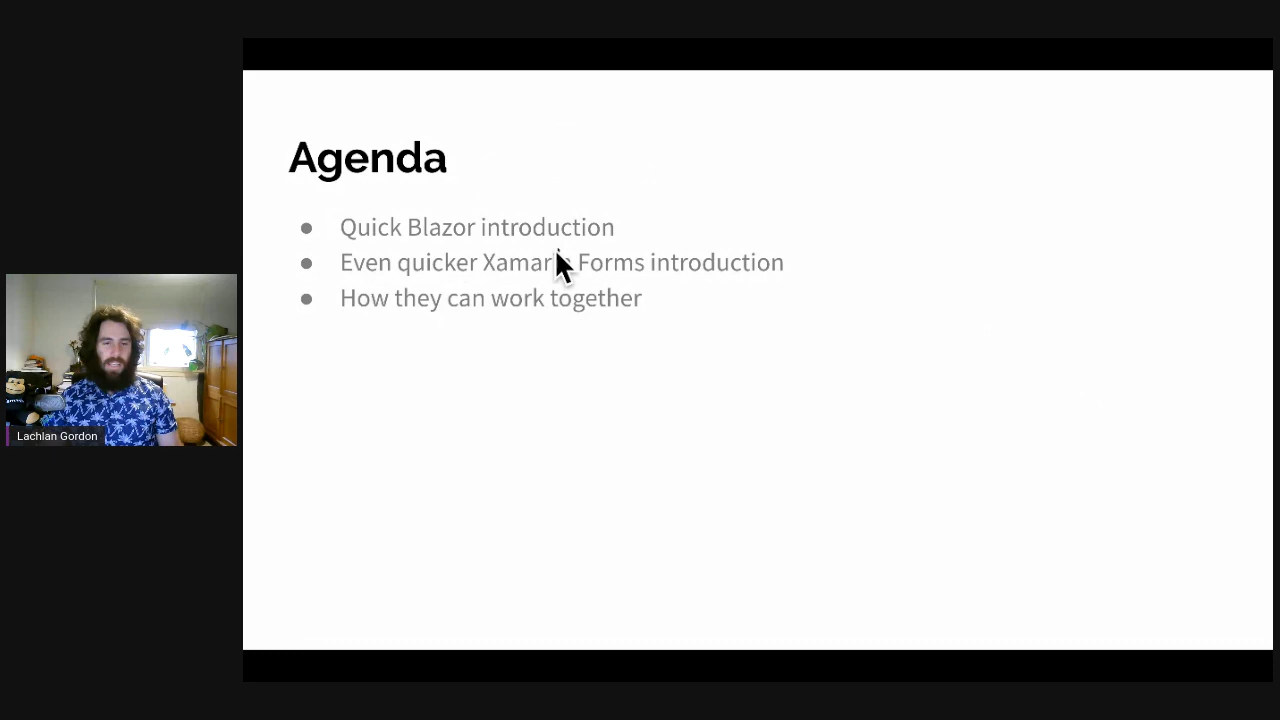 Agenda
● Quick Blazor introduction
● Even quicker Xamarin Forms introduction
● How they can work together
Lachlan Gordon